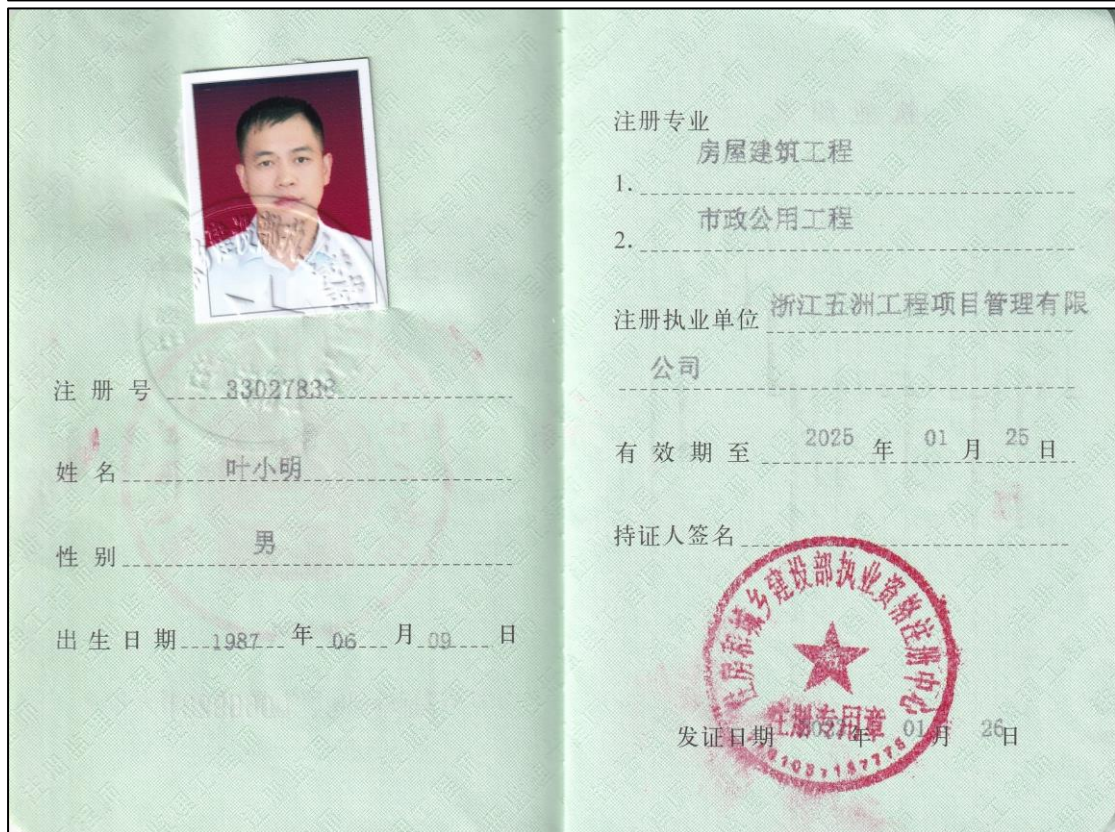 注册号 33027838
姓名 叶小明
性别 男
出生日期 1987 年 06 月 09 日
注册专业
1. 房屋建筑工程
2. 市政公用工程
注册执业单位 浙江五洲工程项目管理有限
公司
有效期至 2025 年 01 月 25 日
持证人签名
住房和城乡建设部执业资格注册中心
注册专用章
发证日期 2022 年 01 月 26 日